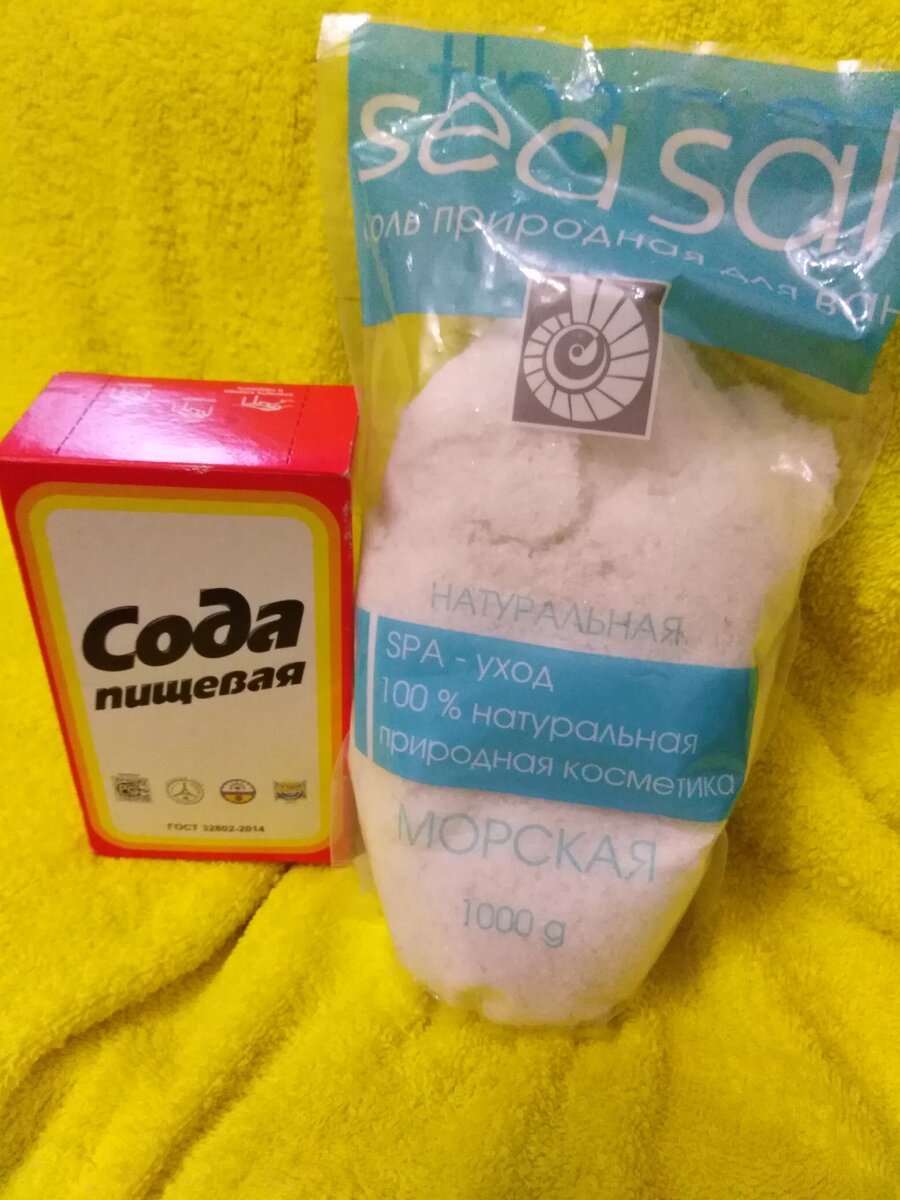 Сода
пищевая
ГОСТ 32802-2014
sea sal
оль природная для ван
НАТУРАЛЬНАЯ
SPA - уход
100 % натуральная
природная косметика
МОРСКАЯ
1000 g